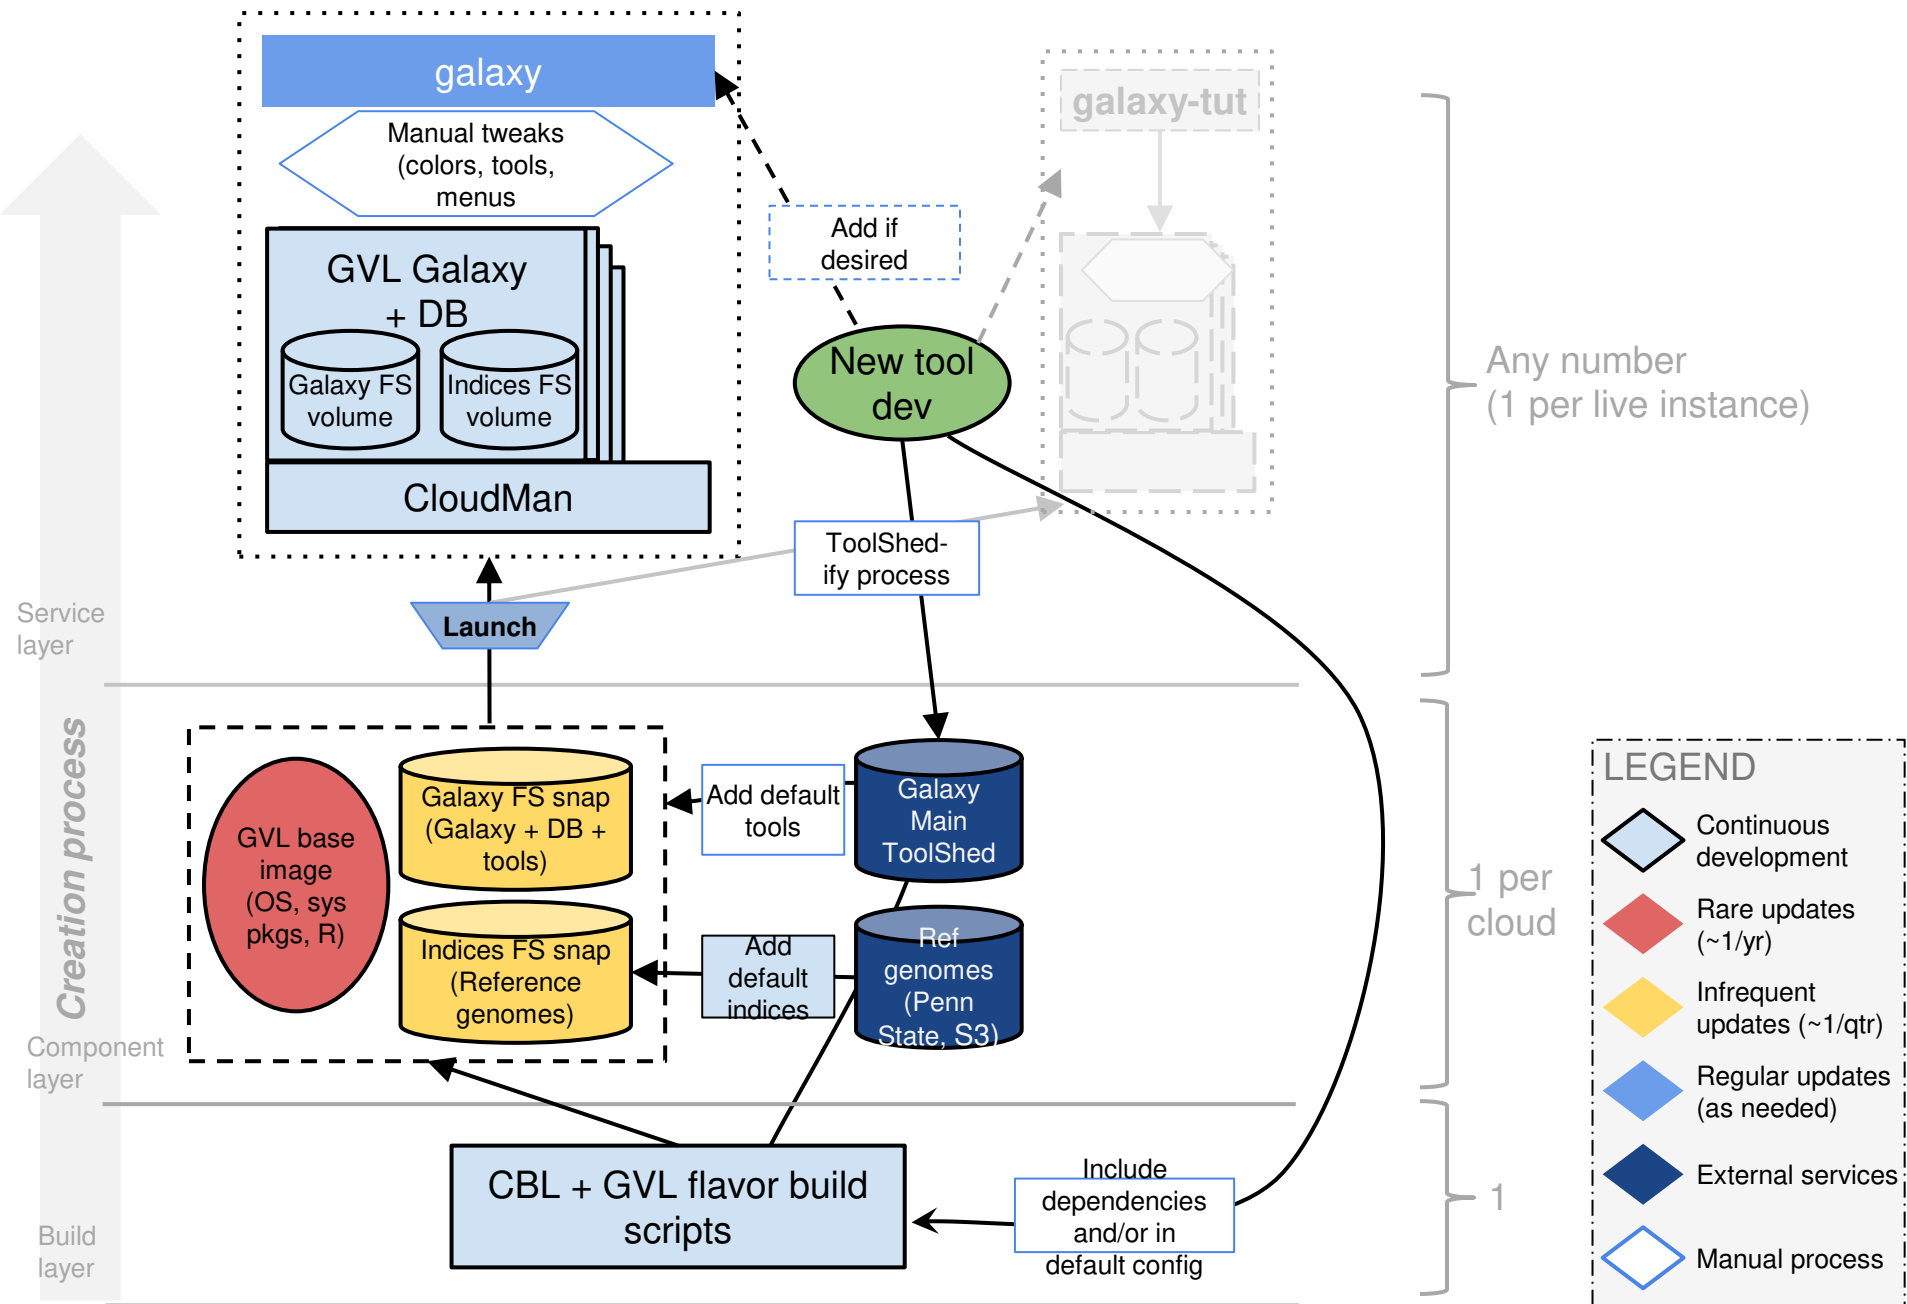 galaxy
Manual tweaks
(colors, tools,
menus
GVL Galaxy
+ DB
Galaxy FS
volume
Indices FS
volume
CloudMan
Add if
desired
New tool
dev
galaxy-tut
Any number
(1 per live instance)
ToolShed-
ify process
Launch
Service
layer
Creation process
GVL base
image
(OS, sys
pkgs, R)
Galaxy FS snap
(Galaxy + DB +
tools)
Indices FS snap
(Reference
genomes)
Add default
tools
Add
default
indices
Galaxy
Main
ToolShed
Ref
genomes
(Penn
State, S3)
1 per
cloud
Component
layer
CBL + GVL flavor build
scripts
Include
dependencies
and/or in
default config
1
Build
layer
LEGEND
Continuous
development
Rare updates
(~1/yr)
Infrequent
updates (~1/qtr)
Regular updates
(as needed)
External services
Manual process